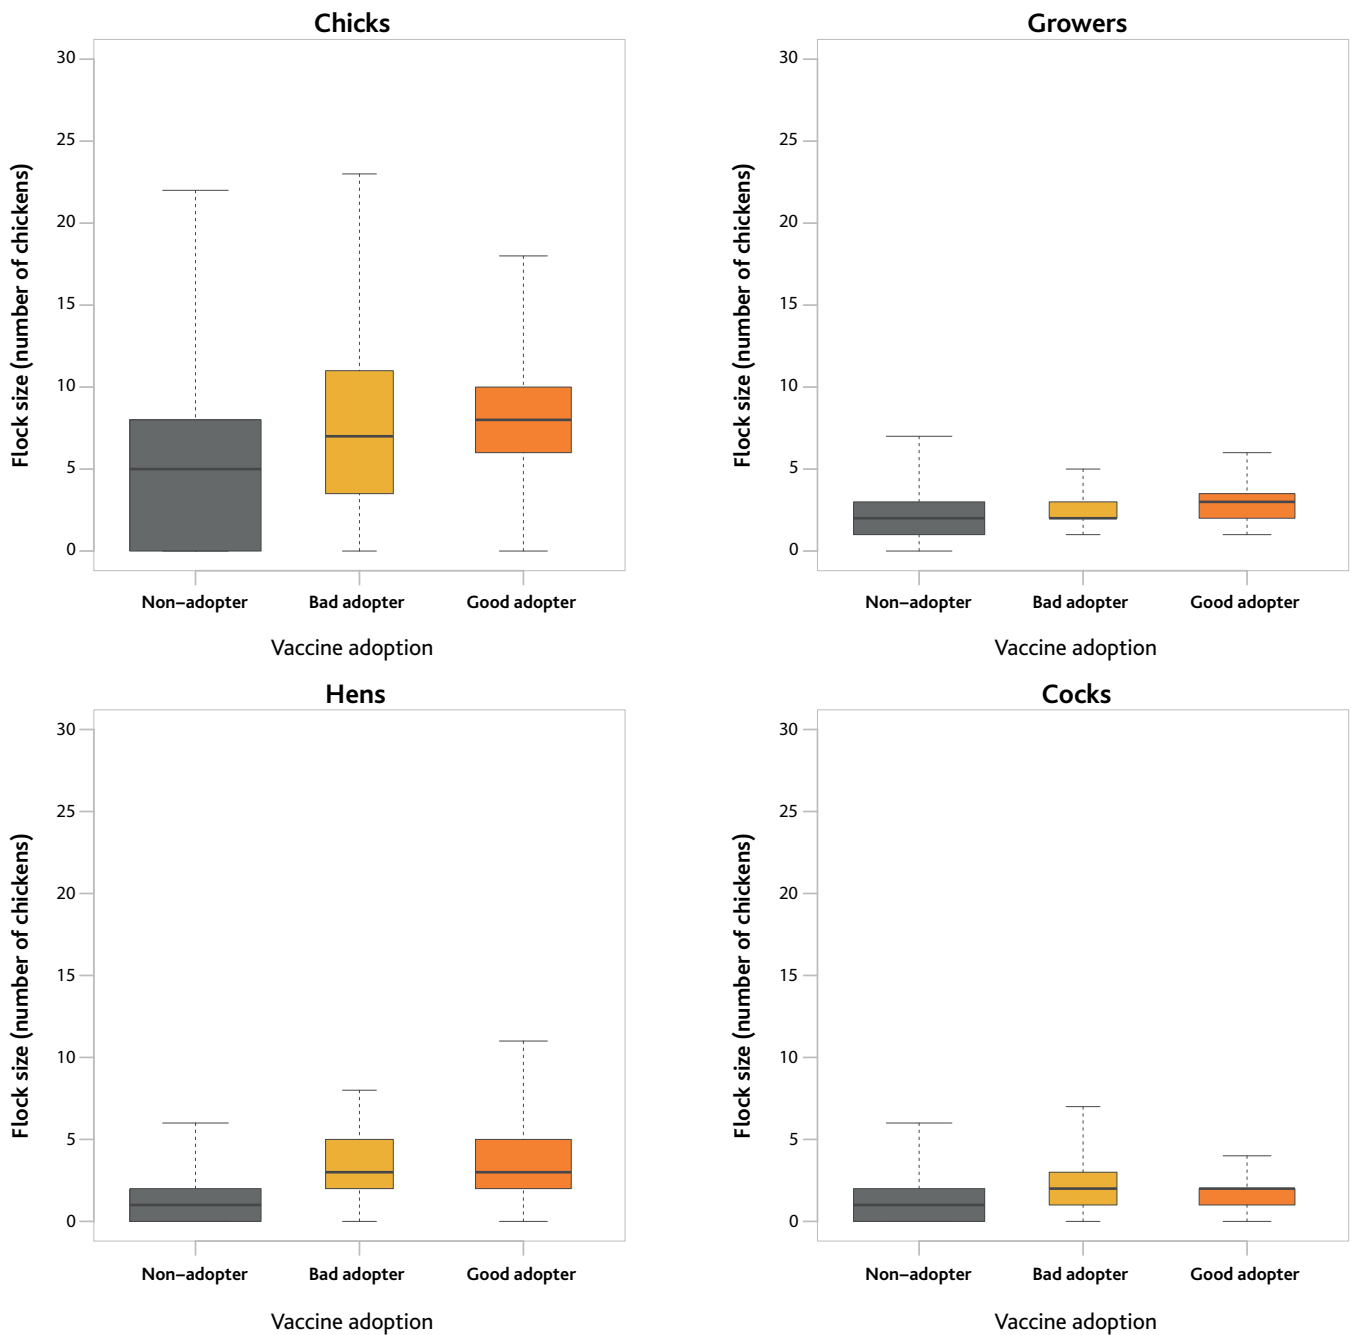 Chicks
Flock size (number of chickens)
30
25
20
15
10
5
0
Non–adopter Bad adopter Good adopter
Vaccine adoption
Growers
Flock size (number of chickens)
30
25
20
15
10
5
0
Non–adopter Bad adopter Good adopter
Vaccine adoption
Hens
Flock size (number of chickens)
30
25
20
15
10
5
0
Non–adopter Bad adopter Good adopter
Vaccine adoption
Cocks
Flock size (number of chickens)
30
25
20
15
10
5
0
Non–adopter Bad adopter Good adopter
Vaccine adoption